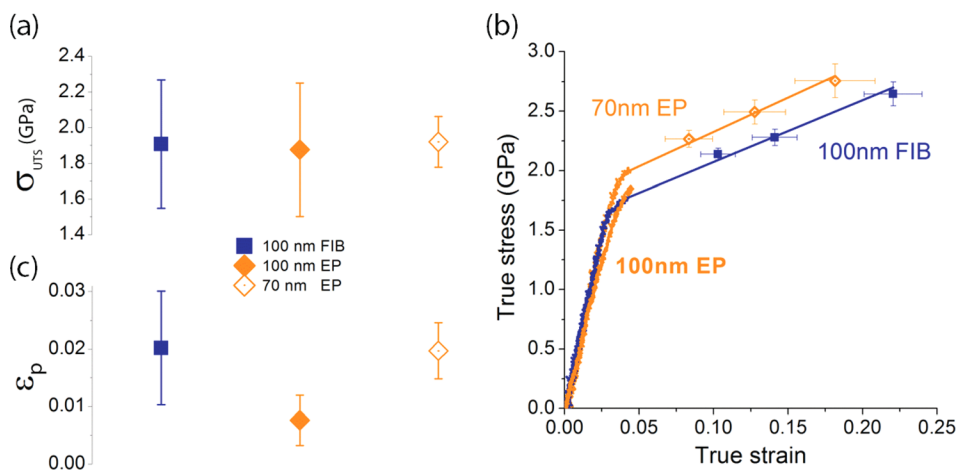 (a)
2.4
2.2
2.0
1.8
1.6
1.4
σUTS (GPa)
100 nm FIB
100 nm EP
70 nm EP
(c)
0.03
0.02
0.01
0.00
εp
(b)
3.0
2.5
2.0
1.5
1.0
0.5
0.0
True stress (GPa)
70nm EP
100nm FIB
100nm EP
0.00 0.05 0.10 0.15 0.20 0.25
True strain